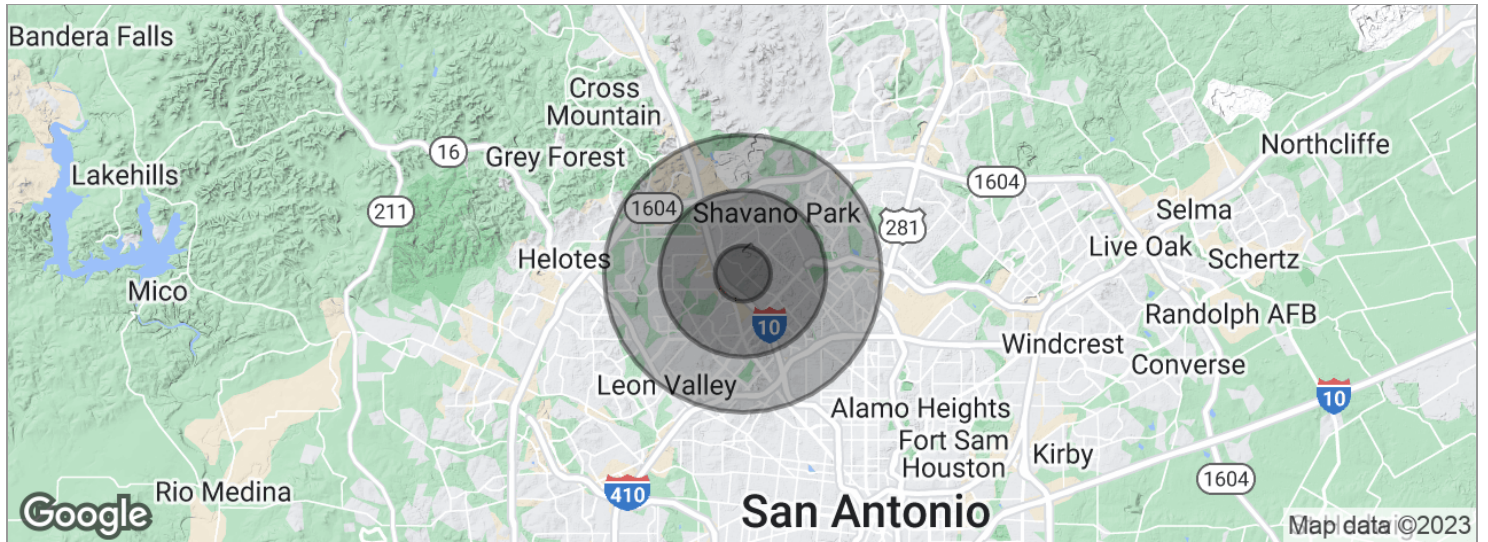 Bandera Falls
Cross
Mountain
Northcliffe
16
Grey Forest
Lakehills
1604
1604
211
Shavano Park
Selma
281
Live Oak
Helotes
Schertz
Mico
Randolph AFB
10
Windcrest
Converse
Leon Valley
10
Alamo Heights
Fort Sam
Houston
Kirby
1604
Rio Medina
410
San Antonio
Google
Map data ©2023